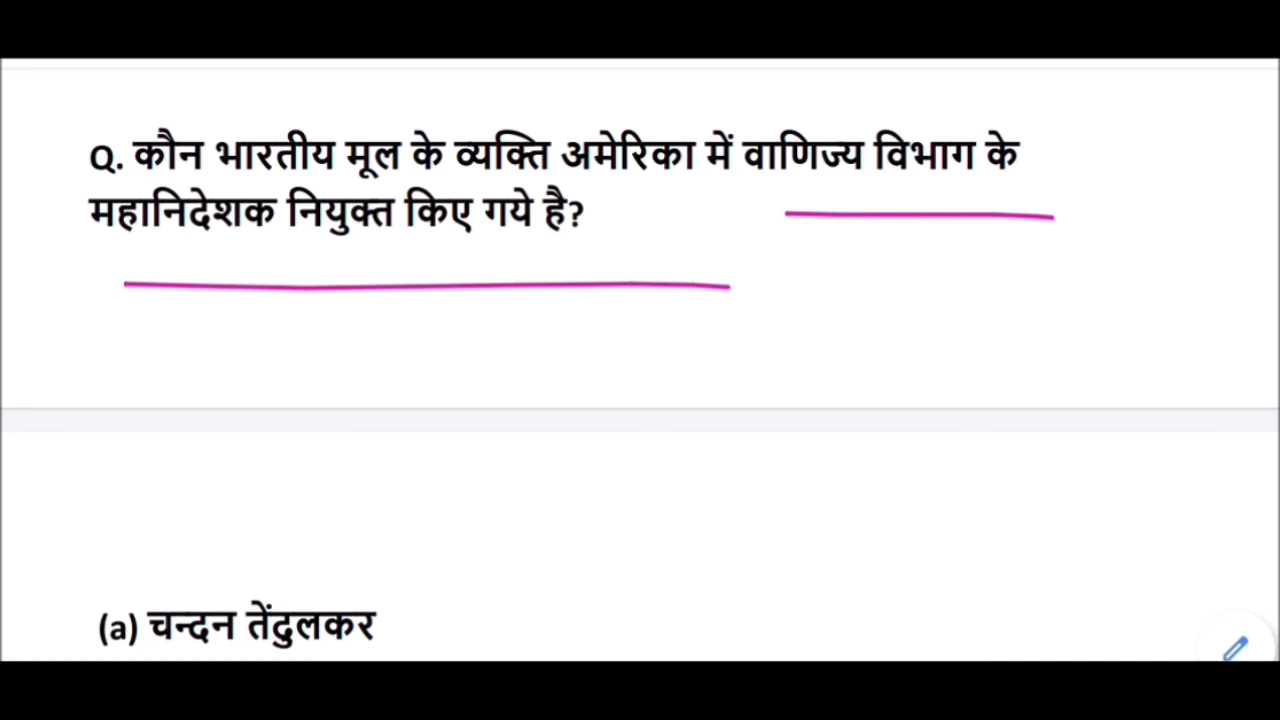 Q. कौन भारतीय मूल के व्यक्ति अमेरिका में वाणिज्य विभाग के
महानिदेशक नियुक्त किए गये है?
(a) चन्दन तेंदुलकर